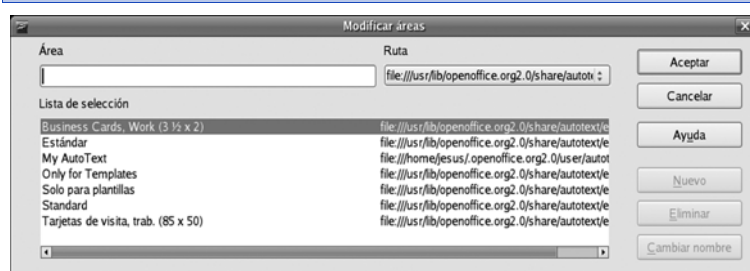 Modificar áreas
Área
Ruta
file:///usr/lib/openoffice.org2.0/share/autote
Lista de selección
Business Cards, Work (3 ½ x 2) file:///usr/lib/openoffice.org2.0/share/autotext/e
Estándar file:///usr/lib/openoffice.org2.0/share/autotext/e
My AutoText file:///home/jesus/.openoffice.org2.0/user/autot
Only for Templates file:///usr/lib/openoffice.org2.0/share/autotext/e
Solo para plantillas file:///usr/lib/openoffice.org2.0/share/autotext/e
Standard file:///usr/lib/openoffice.org2.0/share/autotext/e
Tarjetas de visita, trab. (85 x 50) file:///usr/lib/openoffice.org2.0/share/autotext/e
Aceptar
Cancelar
Ayuda
Nuevo
Eliminar
Cambiar nombre